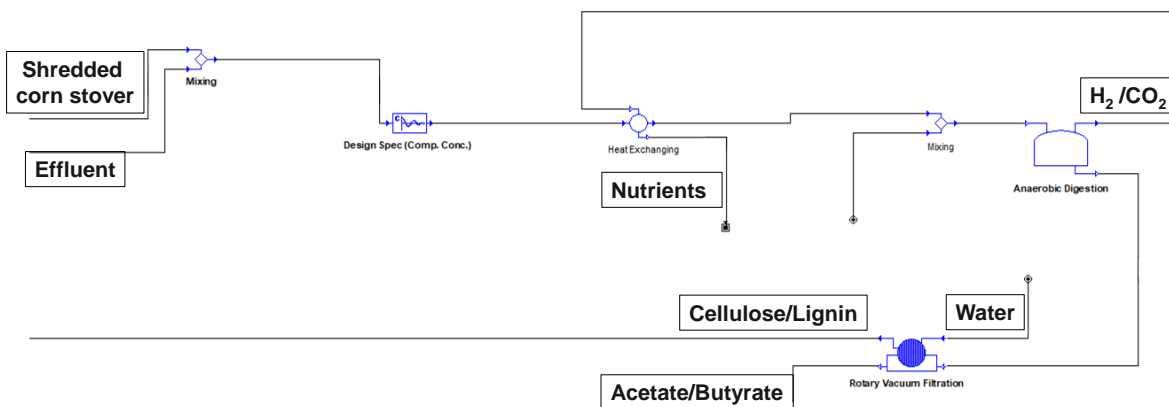 Shredded
corn stover
Mixing
H₂ /CO₂
C
Design Spec (Comp. Conc.)
Heat Exchanging
Mixing
Effluent
Nutrients
Anaerobic Digestion
Cellulose/Lignin
Water
Acetate/Butyrate
Rotary Vacuum Filtration